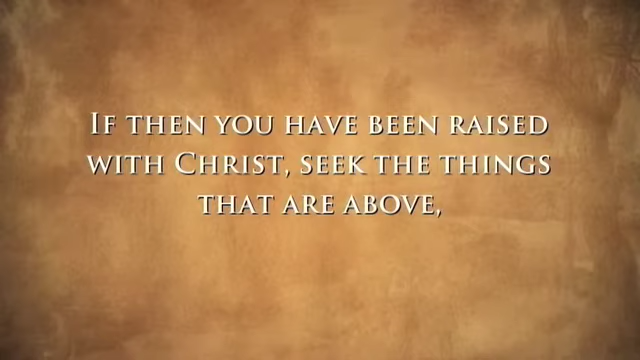 If then you have been raised
with Christ, seek the things
that are above,